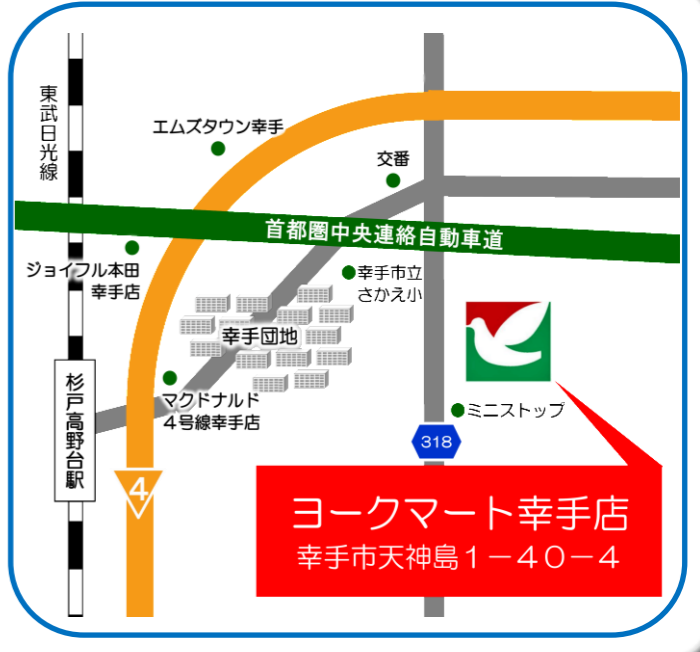 東武日光線
エムズタウン幸手
交番
首都圏中央連絡自動車道
ジョイフル本田
幸手店
幸手市立
さかえ小
幸手団地
杉戸高野台駅
マクドナルド
４号線幸手店
ミニストップ
318
4
ヨークマート幸手店
幸手市天神島１－４０－４